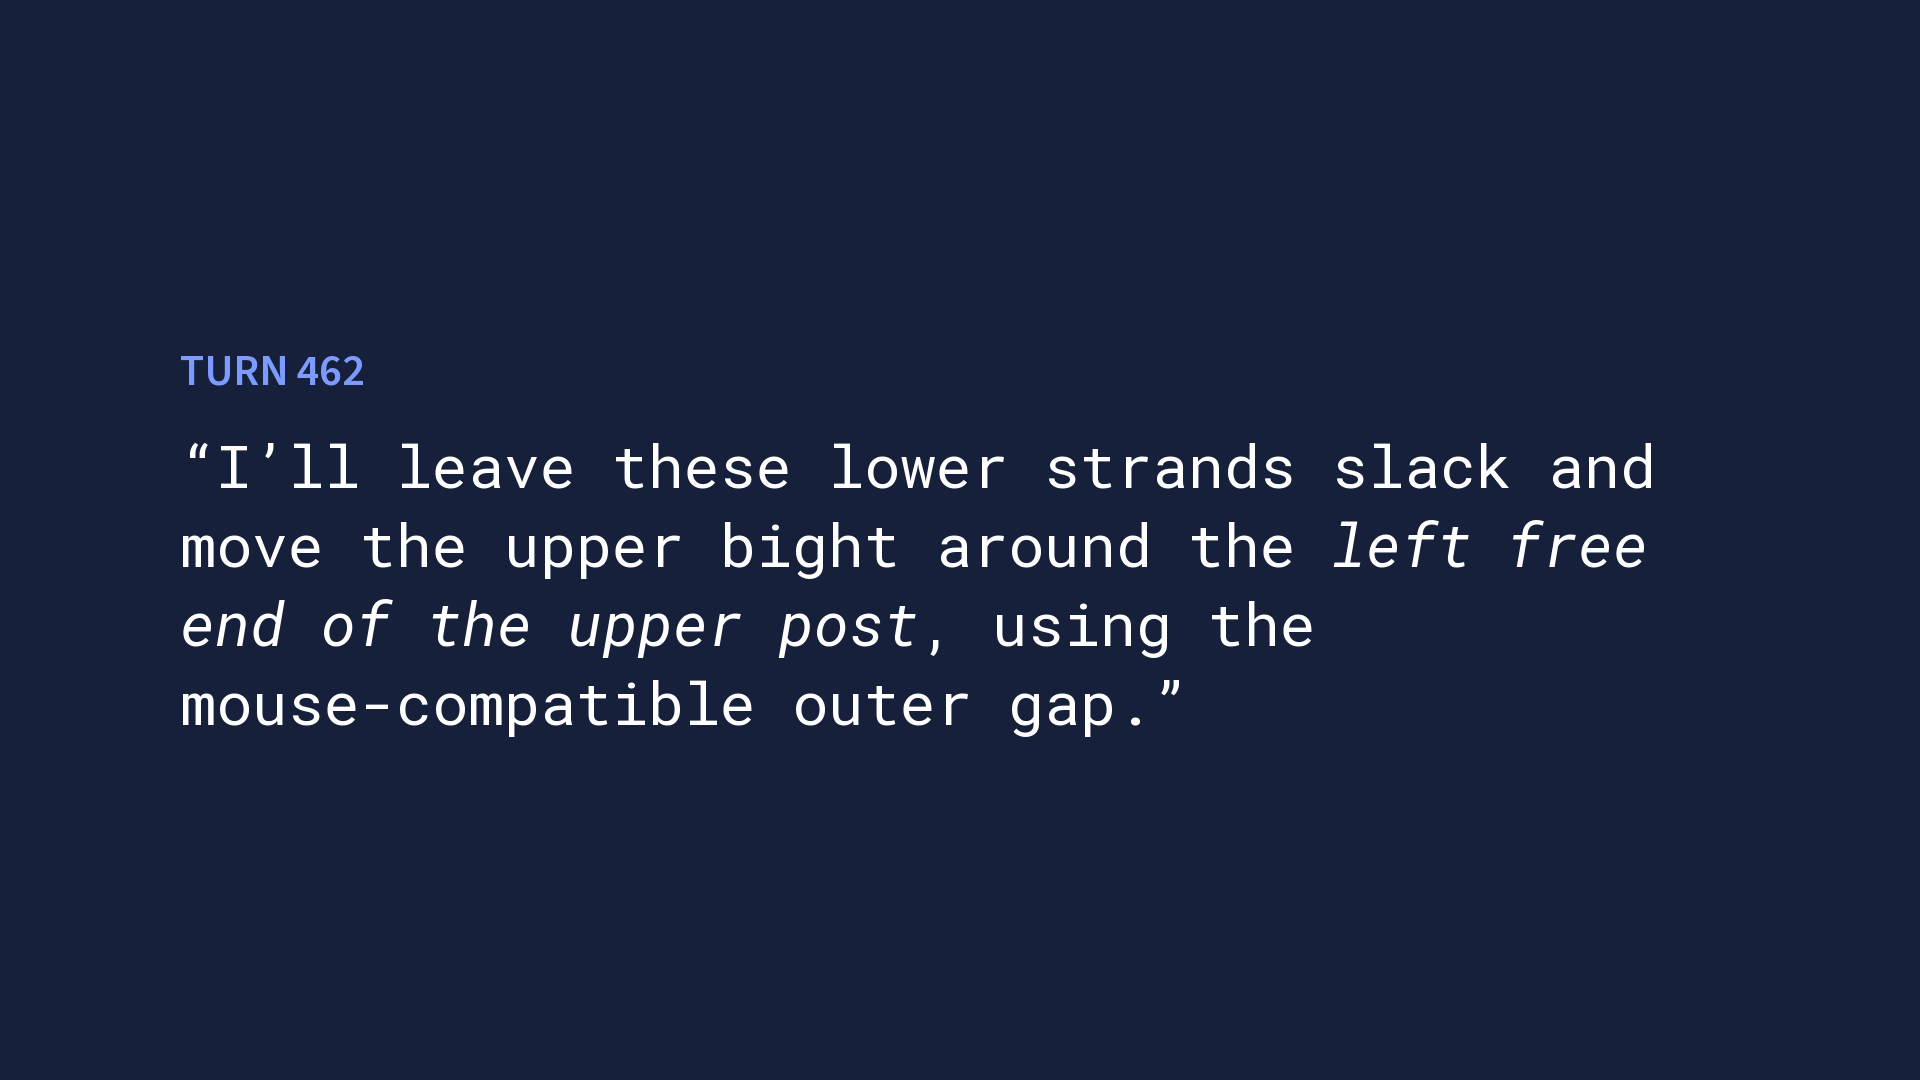 TURN 462
“I’ll leave these lower strands slack and
move the upper bight around the left free
end of the upper post, using the
mouse-compatible outer gap.”